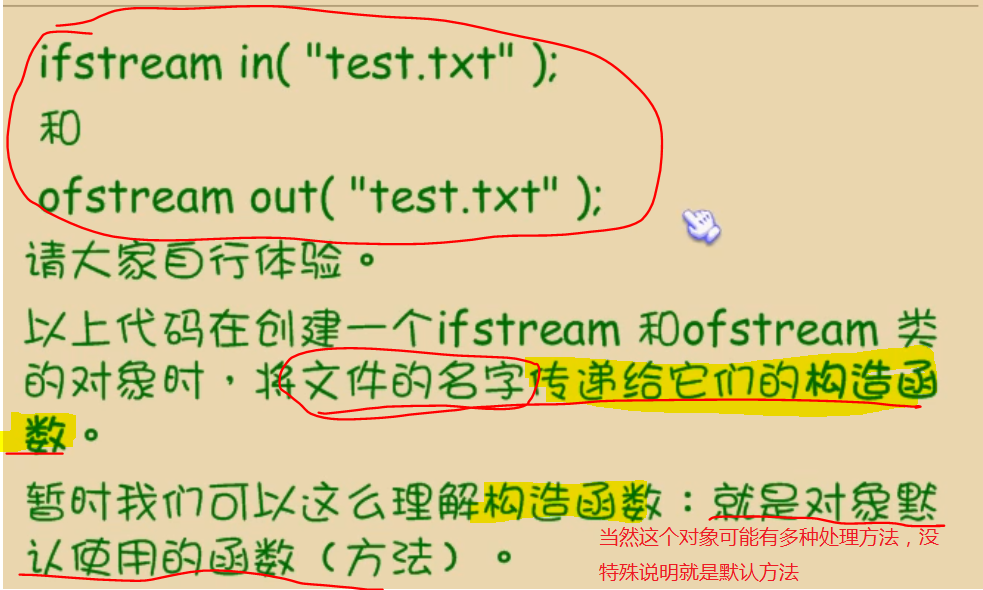 ifstream in( "test.txt" );
和
ofstream out( "test.txt" );
请大家自行体验。
以上代码在创建一个ifstream 和ofstream 类
的对象时，将文件的名字传递给它们的构造函
数。
暂时我们可以这么理解构造函数：就是对象默
认使用的函数（方法）。
当然这个对象可能有多种处理方法，没
特殊说明就是默认方法